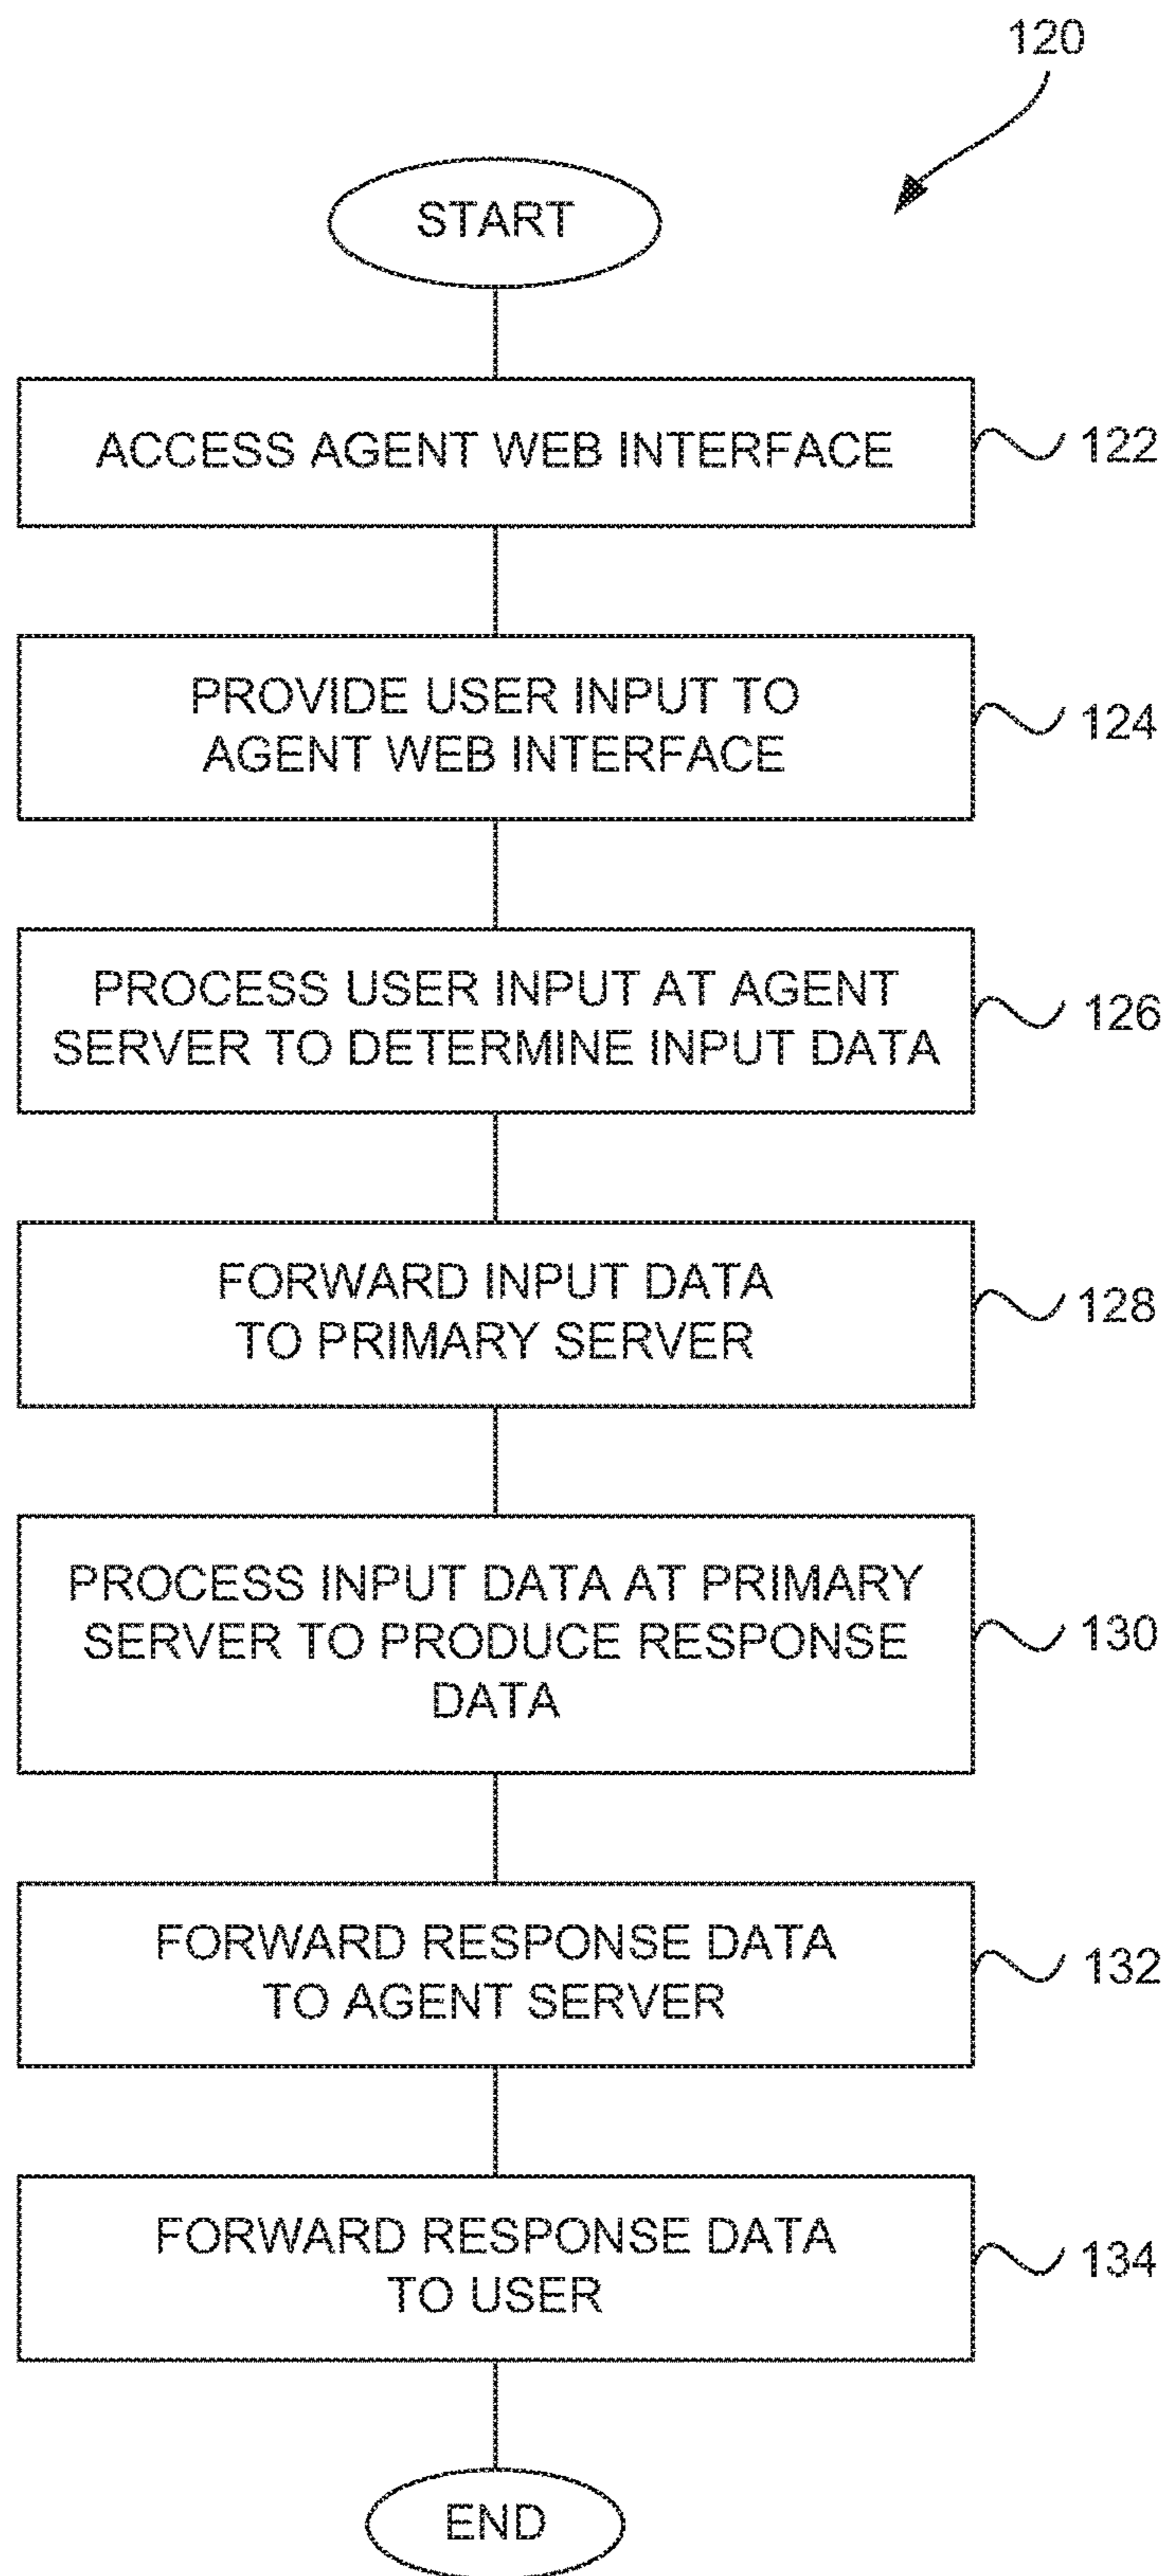 120
START
ACCESS AGENT WEB INTERFACE
122
PROVIDE USER INPUT TO
AGENT WEB INTERFACE
124
PROCESS USER INPUT AT AGENT
SERVER TO DETERMINE INPUT DATA
126
FORWARD INPUT DATA
TO PRIMARY SERVER
128
PROCESS INPUT DATA AT PRIMARY
SERVER TO PRODUCE RESPONSE
DATA
130
FORWARD RESPONSE DATA
TO AGENT SERVER
132
FORWARD RESPONSE DATA
TO USER
134
END